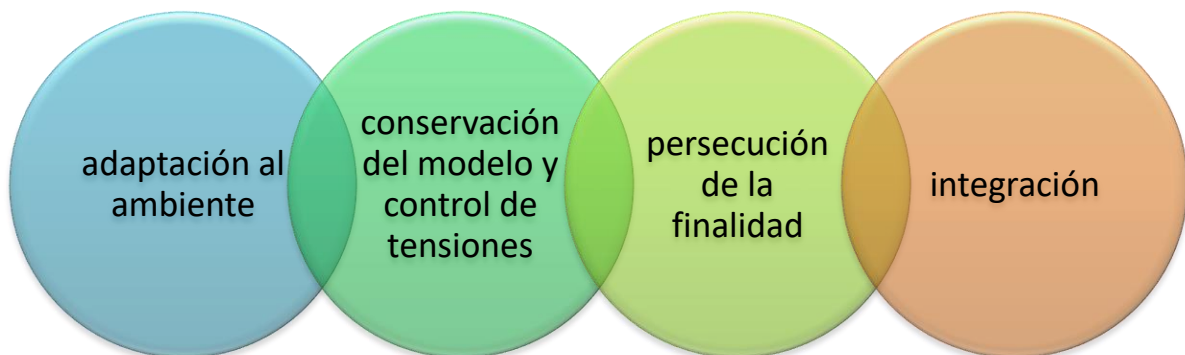 adaptación al
ambiente
conservación
del modelo y
control de
tensiones
persecución
de la
finalidad
integración